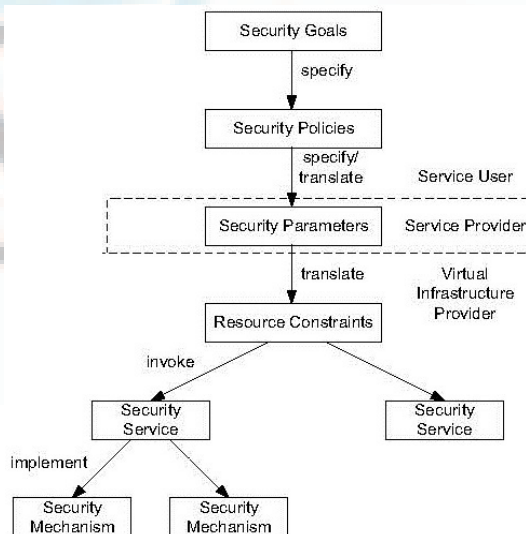 Security Goals
specify
Security Policies
specify/
translate
Service User
Security Parameters
Service Provider
translate
Virtual
Infrastructure
Provider
Resource Constraints
invoke
Security
Service
Security
Service
implement
Security
Mechanism
Security
Mechanism